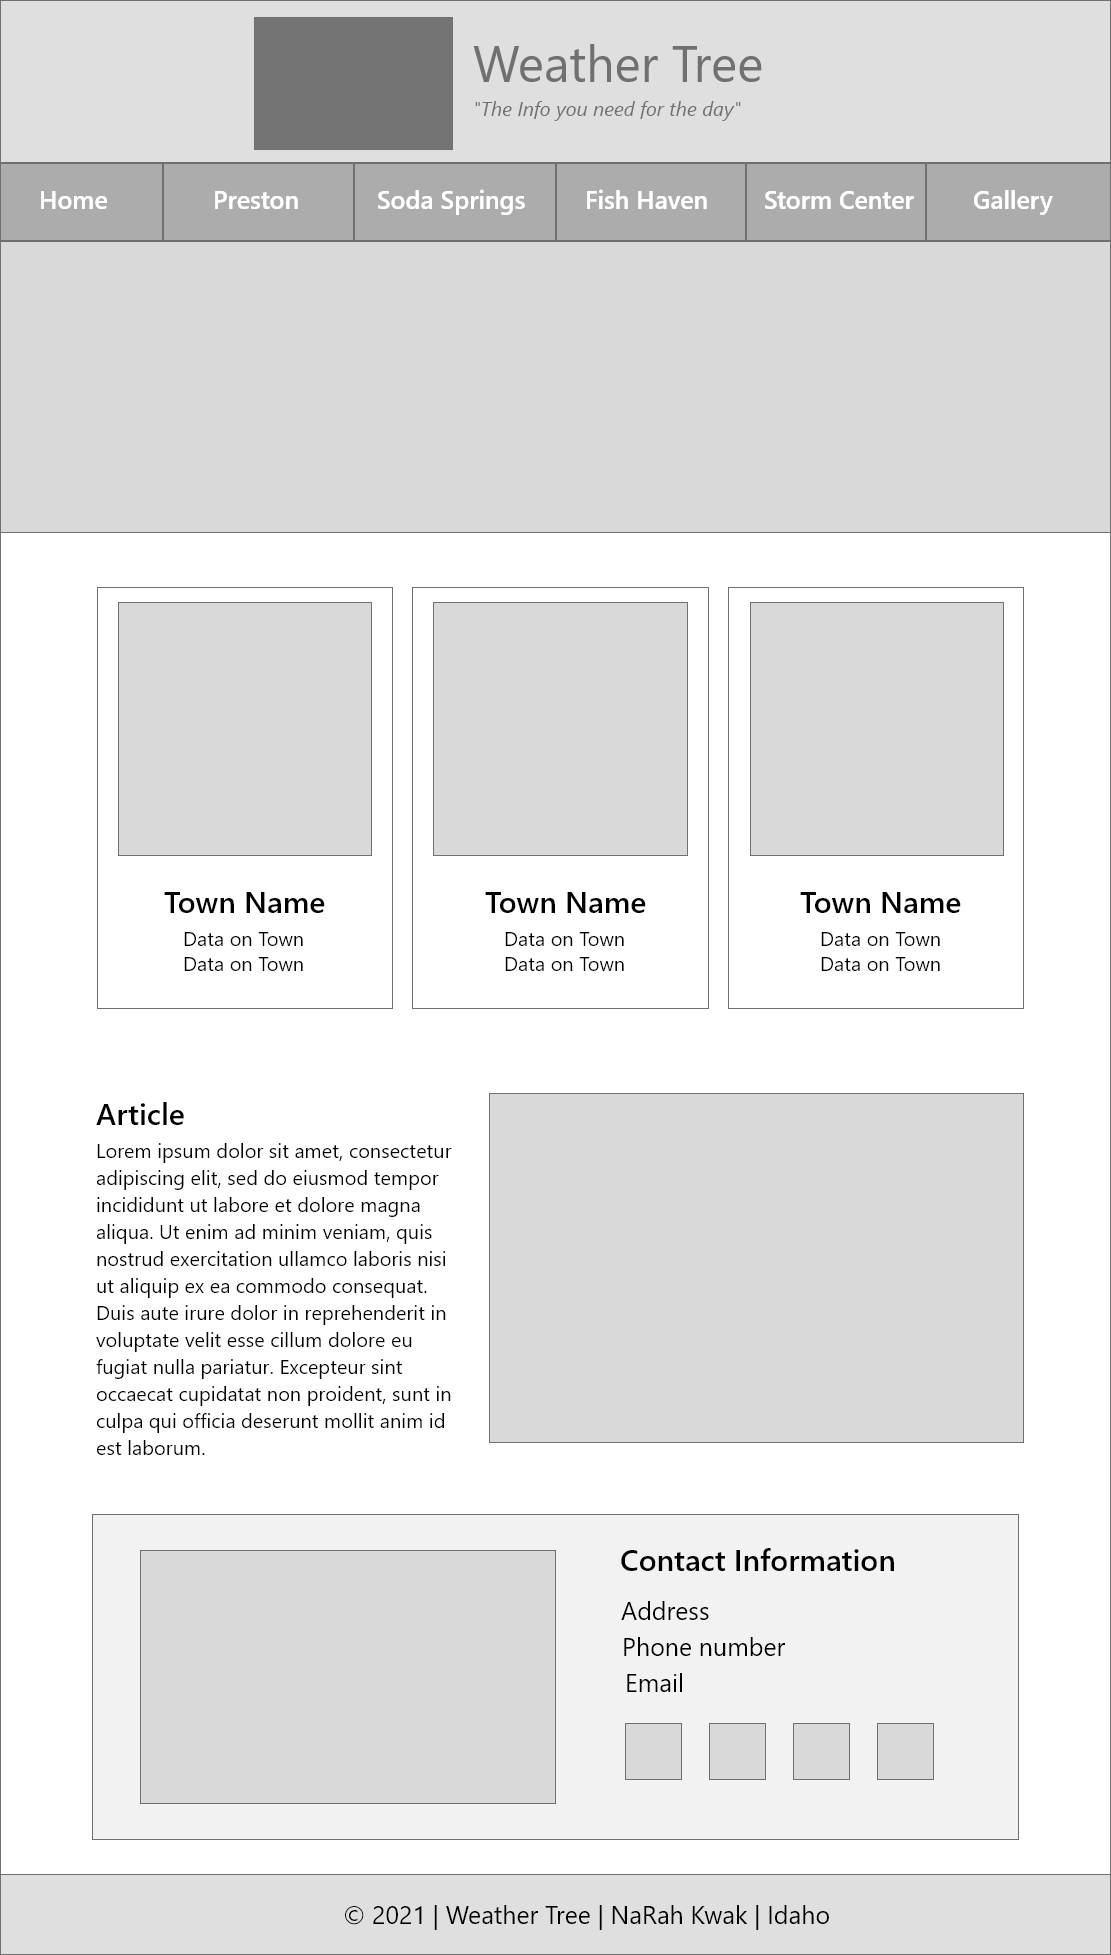 Weather Tree
"The Info you need for the day"
Home
Preston
Soda Springs
Fish Haven
Storm Center
Gallery
Town Name
Data on Town
Data on Town
Town Name
Data on Town
Data on Town
Town Name
Data on Town
Data on Town
Article
Lorem ipsum dolor sit amet, consectetur
adipiscing elit, sed do eiusmod tempor
incididunt ut labore et dolore magna
aliqua. Ut enim ad minim veniam, quis
nostrud exercitation ullamco laboris nisi
ut aliquip ex ea commodo consequat.
Duis aute irure dolor in reprehenderit in
voluptate velit esse cillum dolore eu
fugiat nulla pariatur. Excepteur sint
occaecat cupidatat non proident, sunt in
culpa qui officia deserunt mollit anim id
est laborum.
Contact Information
Address
Phone number
Email
© 2021 | Weather Tree | NaRah Kwak | Idaho